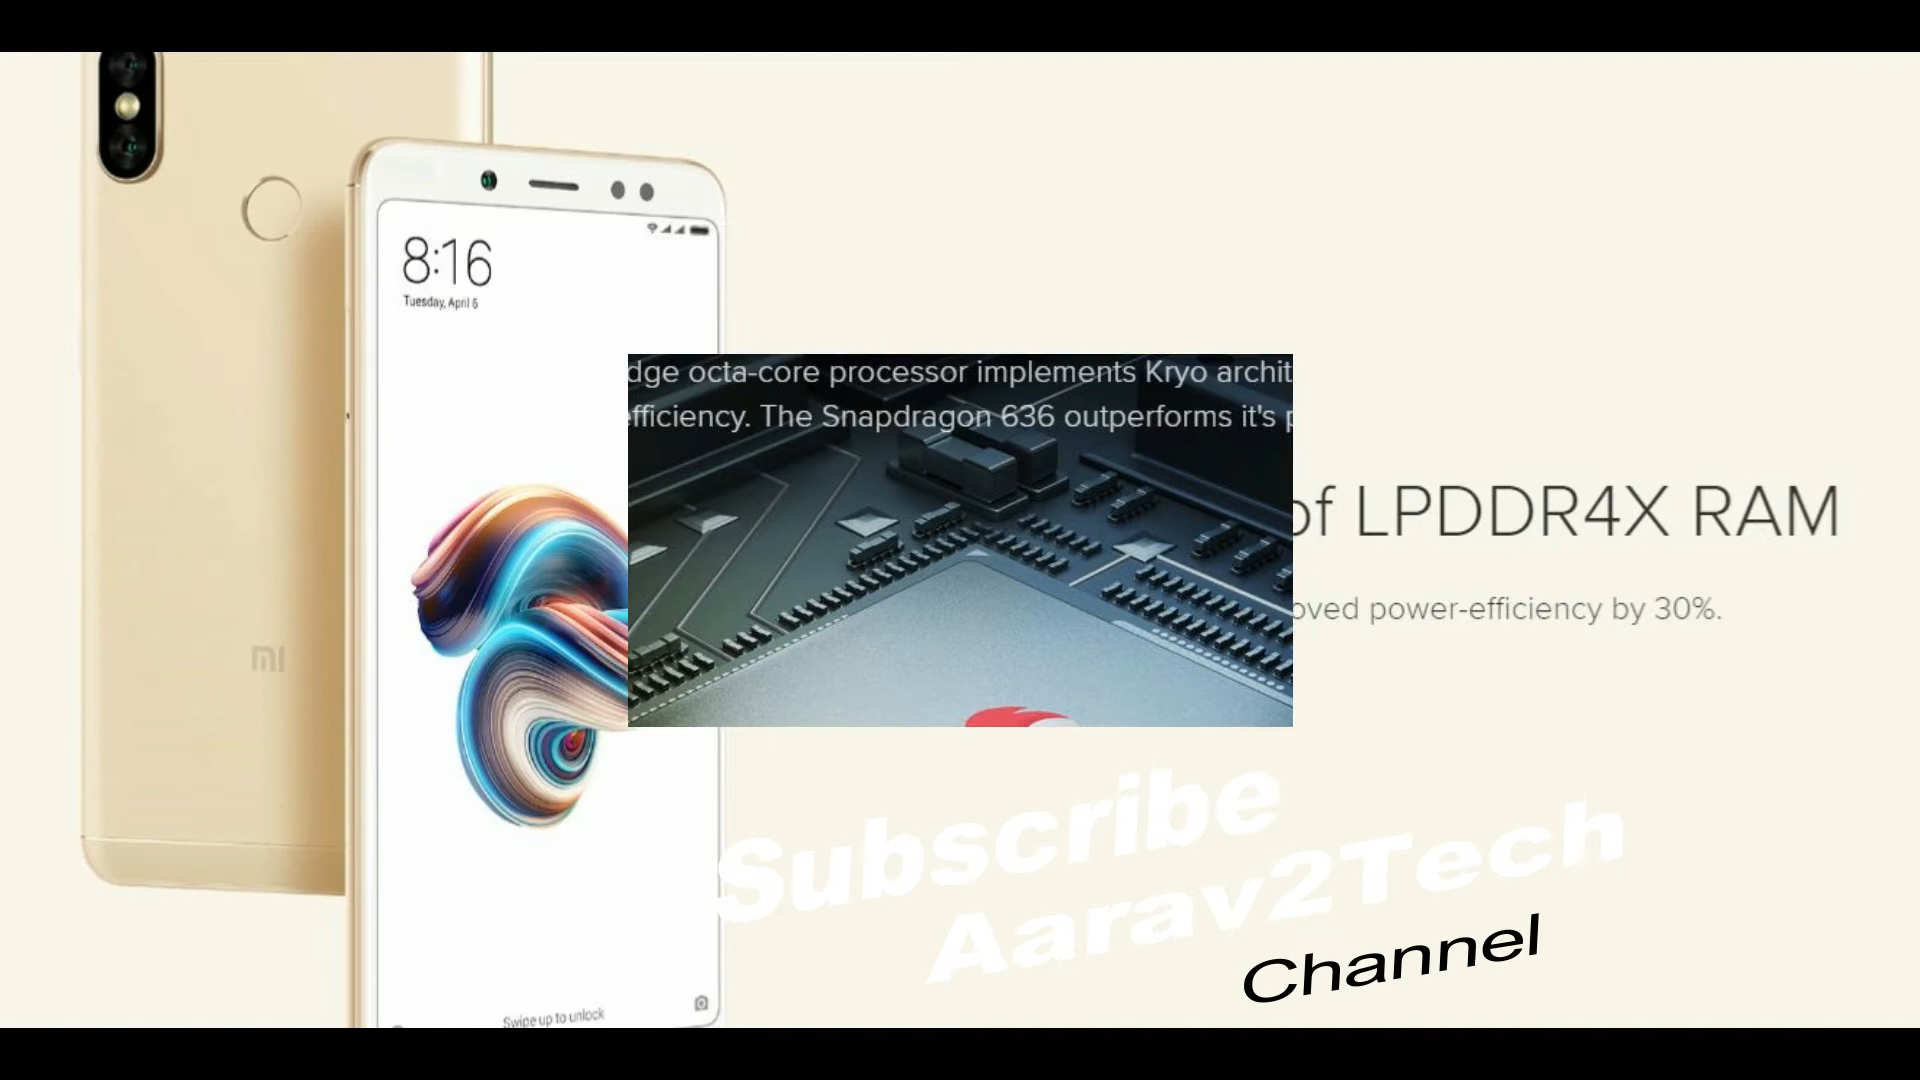 8:16
Tuesday, April 6
dge octa-core processor implements Kryo archit
fficiency. The Snapdragon 636 outperforms it's p
of LPDDR4X RAM
oved power-efficiency by 30%.
mi
Subscribe
Aarav2Tech
Channel
Swipe up to unlock